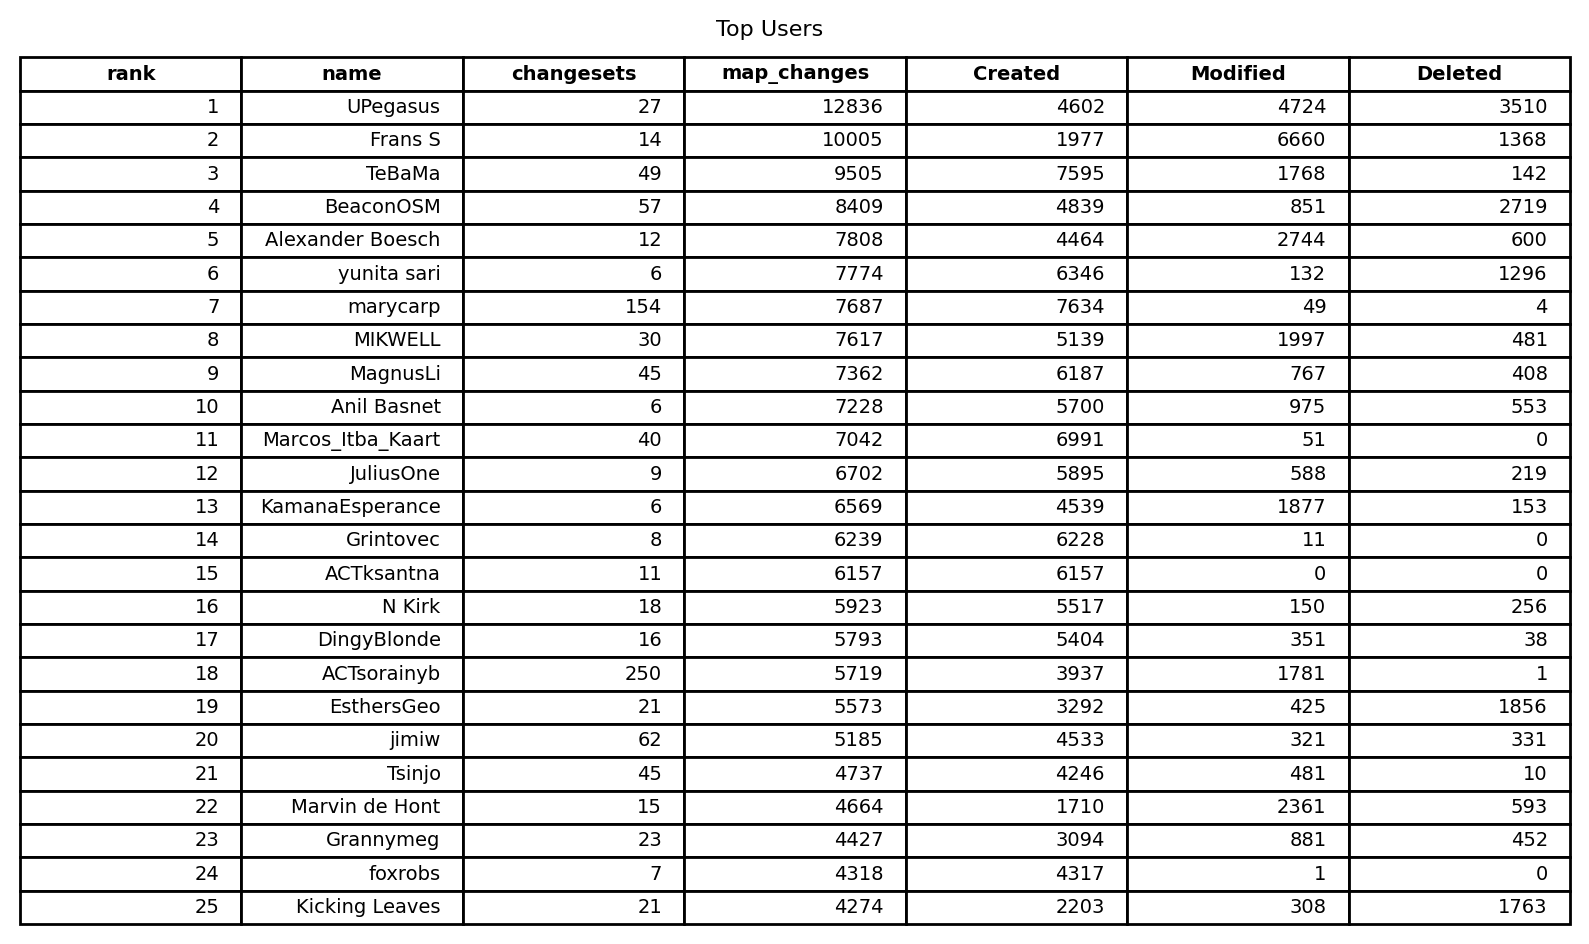 Top Users
rank name changesets map_changes Created Modified Deleted
1 UPegasus 27 12836 4602 4724 3510
2 Frans S 14 10005 1977 6660 1368
3 TeBaMa 49 9505 7595 1768 142
4 BeaconOSM 57 8409 4839 851 2719
5 Alexander Boesch 12 7808 4464 2744 600
6 yunita sari 6 7774 6346 132 1296
7 marycarp 154 7687 7634 49 4
8 MIKWELL 30 7617 5139 1997 481
9 MagnusLi 45 7362 6187 767 408
10 Anil Basnet 6 7228 5700 975 553
11 Marcos_Itba_Kaart 40 7042 6991 51 0
12 JuliusOne 9 6702 5895 588 219
13 KamanaEsperance 6 6569 4539 1877 153
14 Grintovec 8 6239 6228 11 0
15 ACTksantna 11 6157 6157 0 0
16 N Kirk 18 5923 5517 150 256
17 DingyBlonde 16 5793 5404 351 38
18 ACTsorainyb 250 5719 3937 1781 1
19 EsthersGeo 21 5573 3292 425 1856
20 jimiw 62 5185 4533 321 331
21 Tsinjo 45 4737 4246 481 10
22 Marvin de Hont 15 4664 1710 2361 593
23 Grannymeg 23 4427 3094 881 452
24 foxrobs 7 4318 4317 1 0
25 Kicking Leaves 21 4274 2203 308 1763